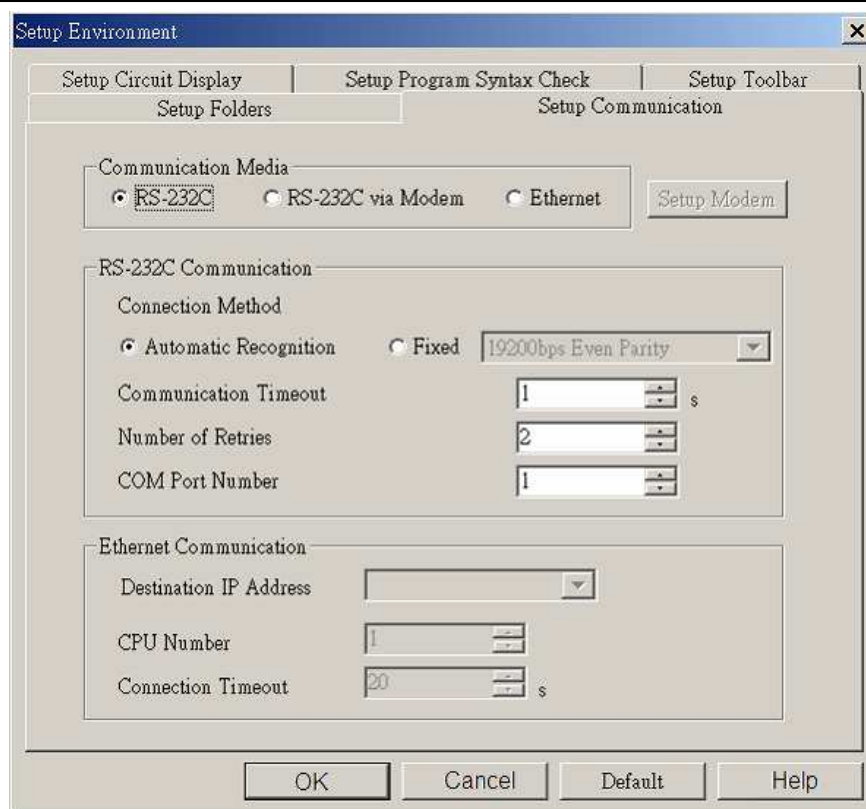 Setup Environment
Setup Circuit Display Setup Program Syntax Check Setup Toolbar
Setup Folders Setup Communication
Communication Media
RS-232C RS-232C via Modem Ethernet Setup Modem
RS-232C Communication
Connection Method
Automatic Recognition Fixed 19200bps Even Parity
Communication Timeout 1 s
Number of Retries 2
COM Port Number 1
Ethernet Communication
Destination IP Address
CPU Number 1
Connection Timeout 20 s
OK Cancel Default Help